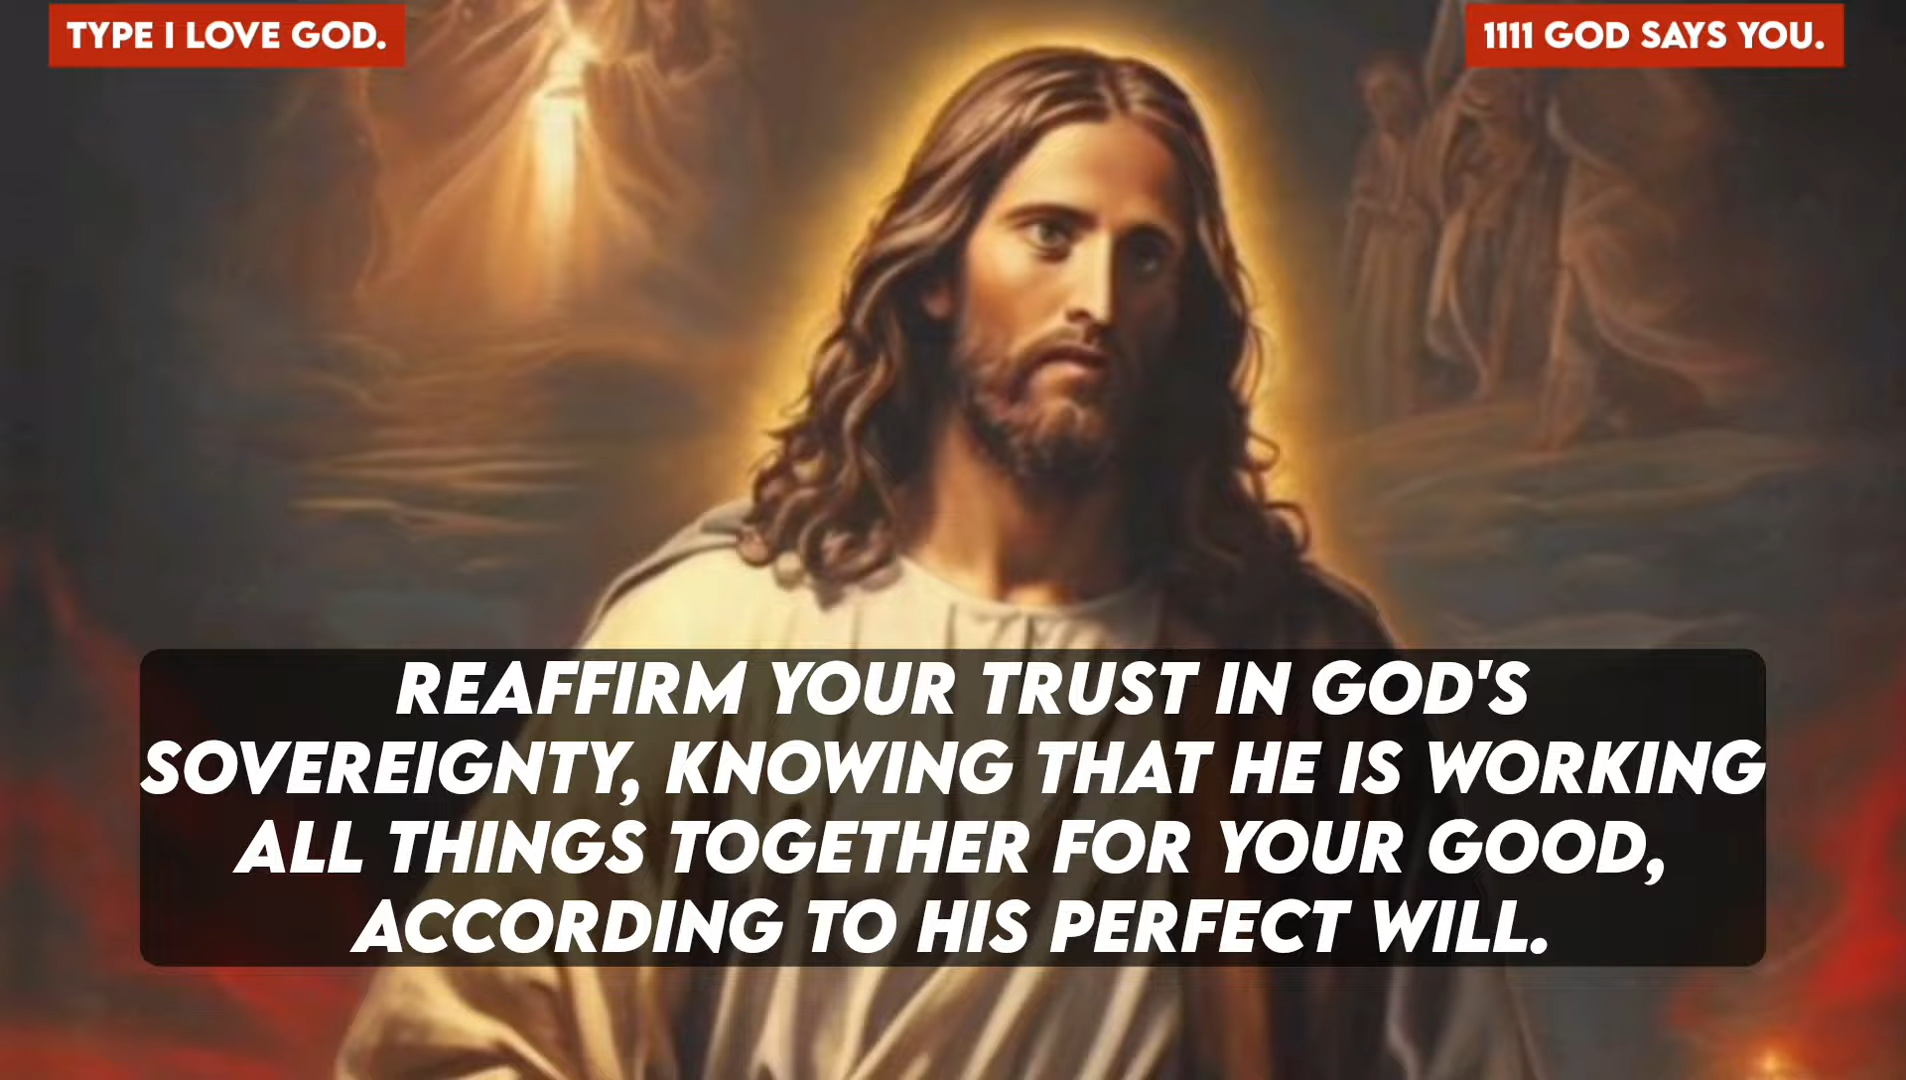 TYPE I LOVE GOD.
1111 GOD SAYS YOU.
REAFFIRM YOUR TRUST IN GOD'S
SOVEREIGNTY, KNOWING THAT HE IS WORKING
ALL THINGS TOGETHER FOR YOUR GOOD,
ACCORDING TO HIS PERFECT WILL.